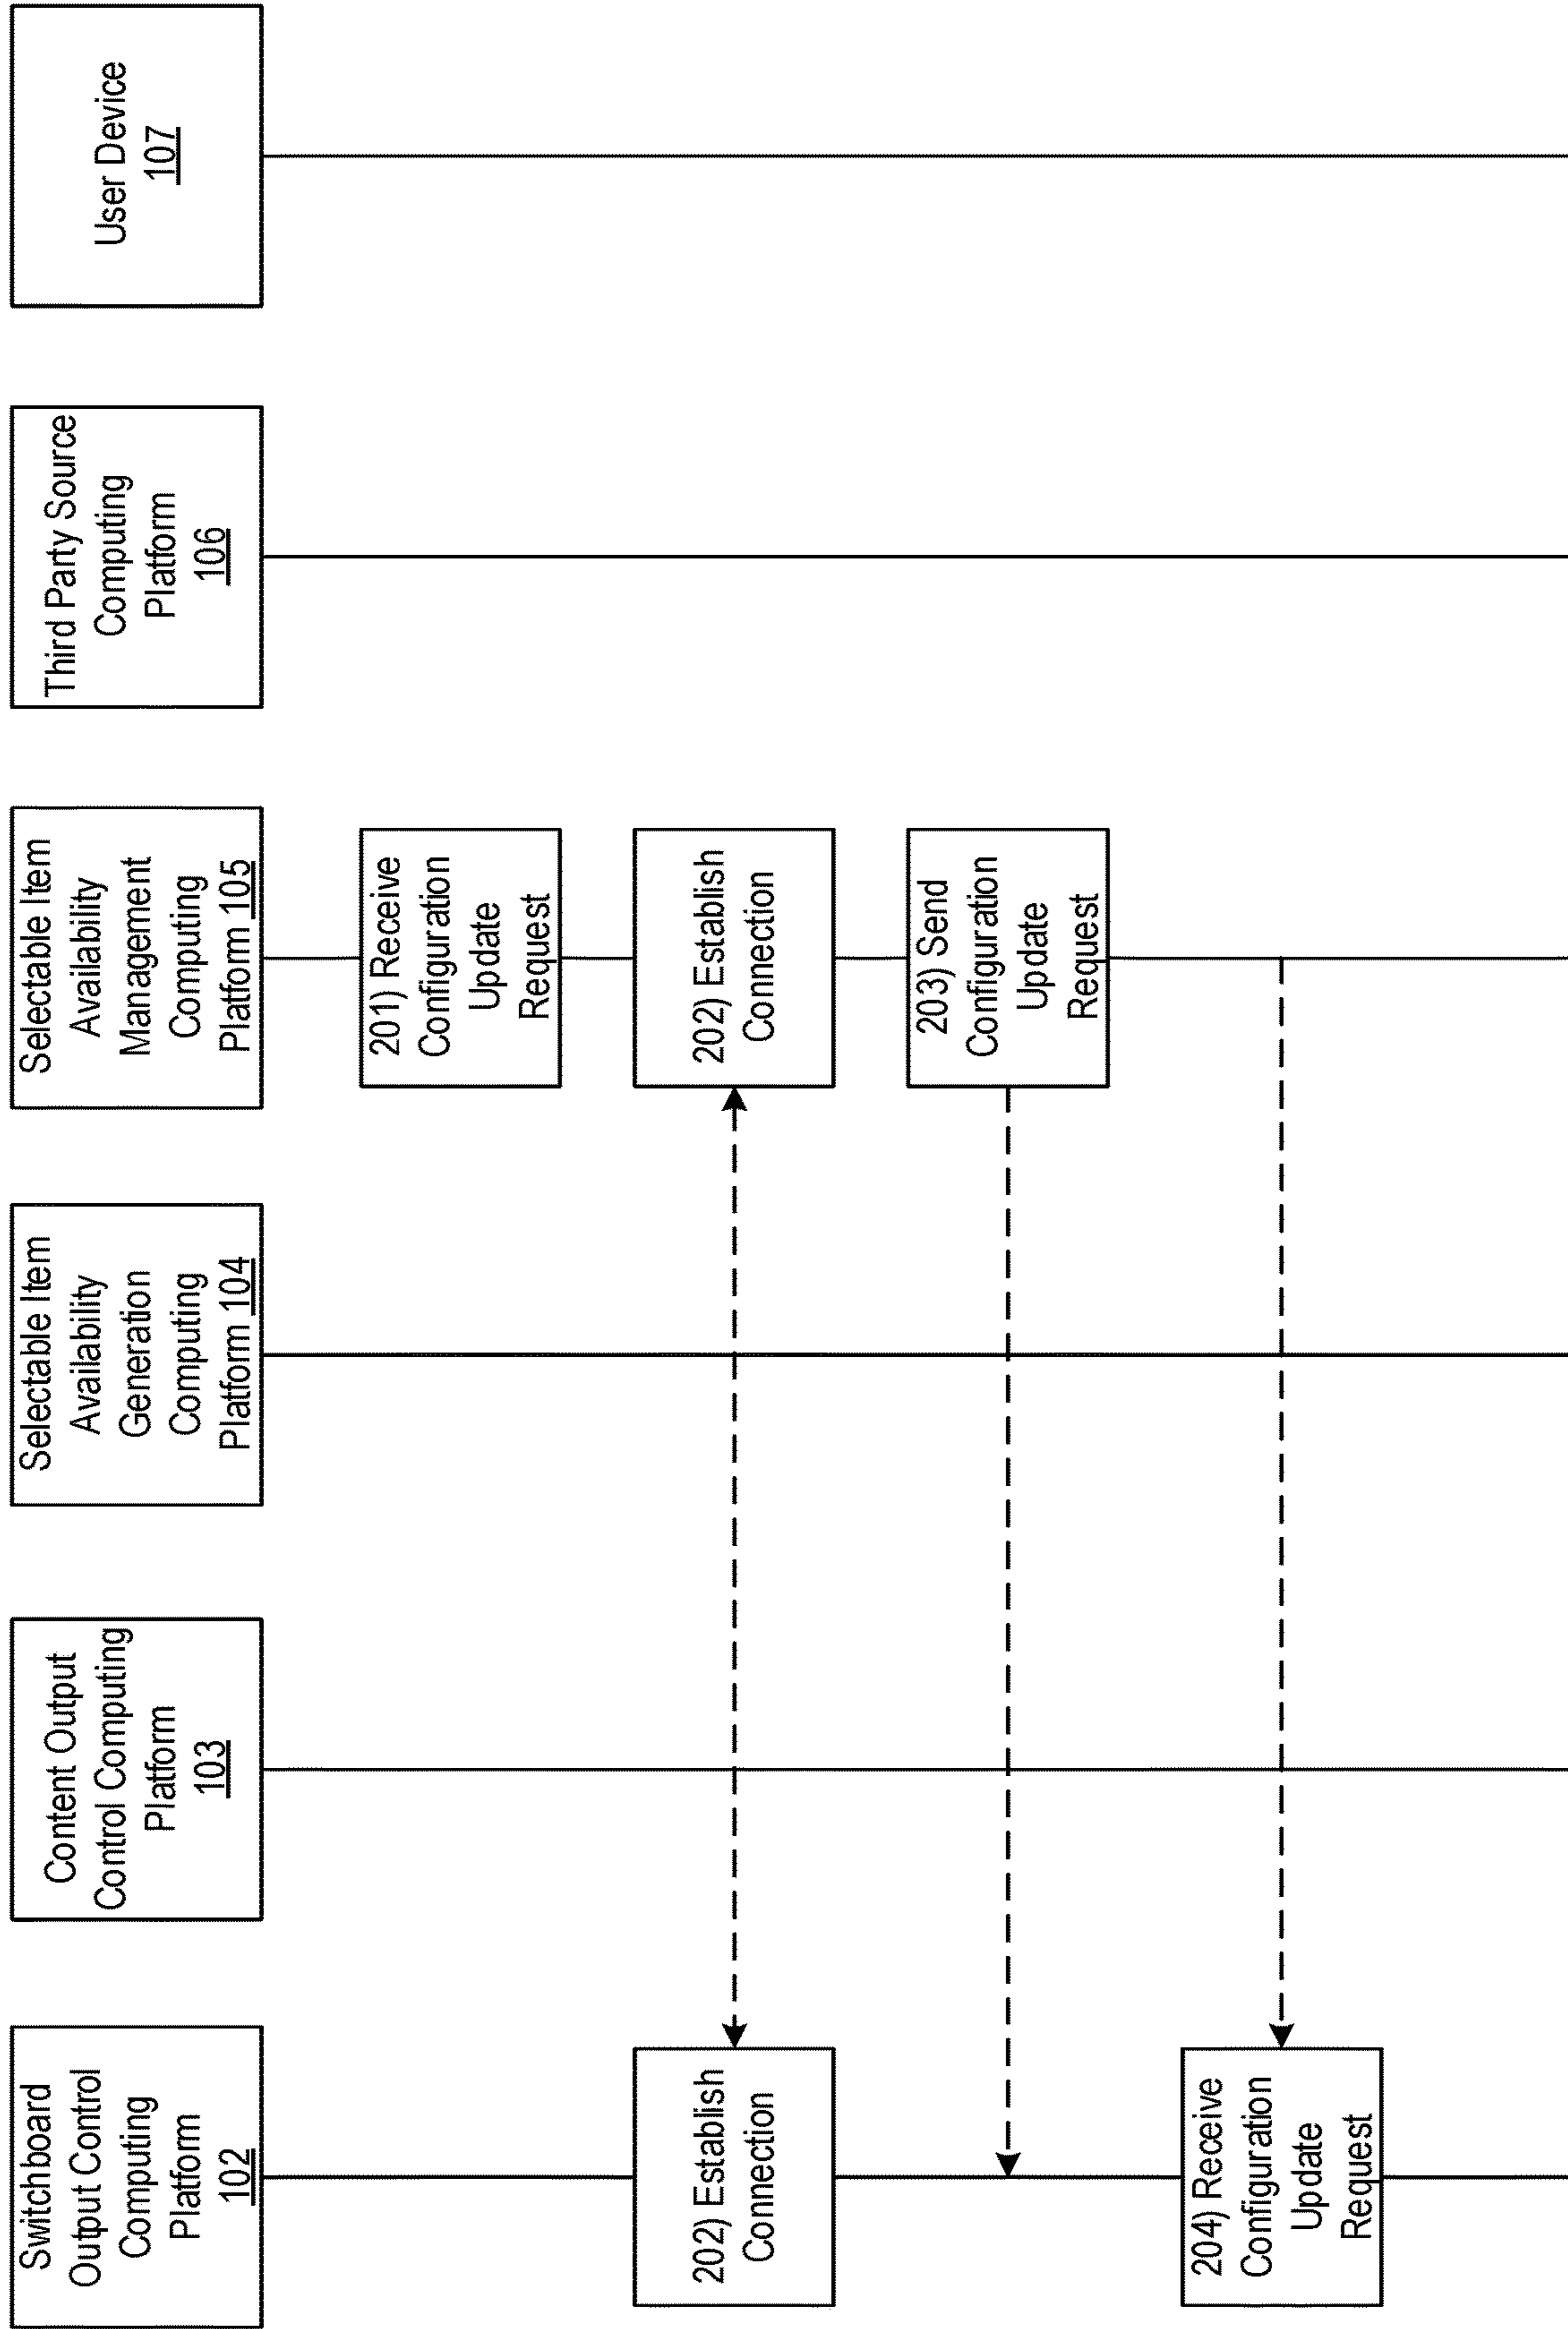 Switchboard
Output Control
Computing
Platform
102
Content Output
Control Computing
Platform
103
Selectable Item
Availability
Generation
Computing
Platform 104
Selectable Item
Availability
Management
Computing
Platform 105
Third Party Source
Computing
Platform
106
User Device
107
201) Receive
Configuration
Update
Request
202) Establish
Connection
202) Establish
Connection
203) Send
Configuration
Update
Request
204) Receive
Configuration
Update
Request